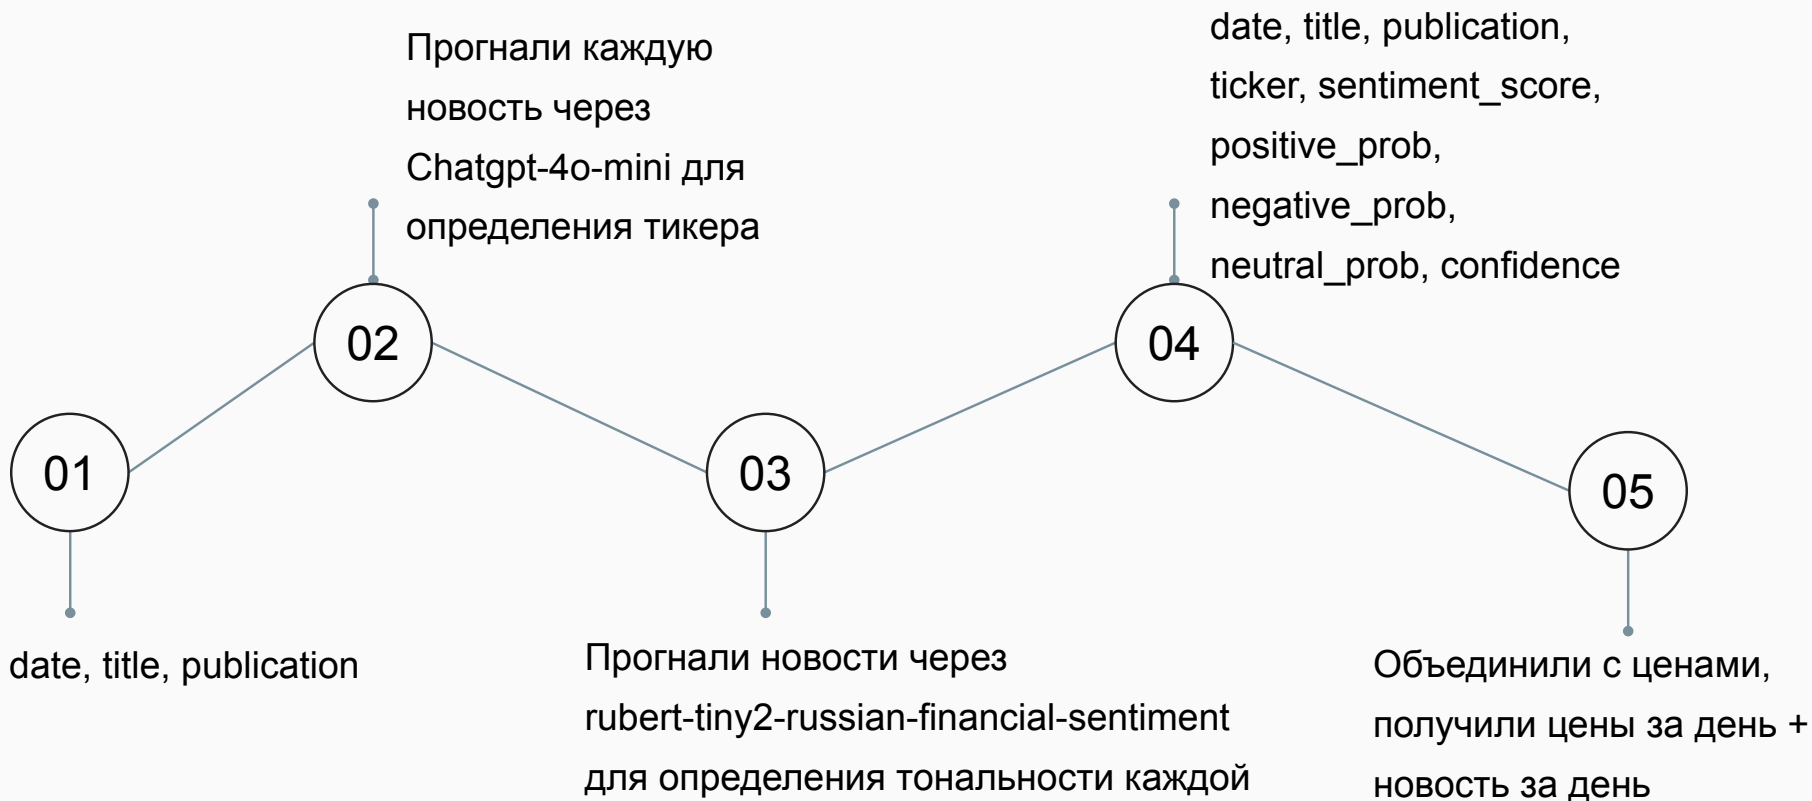 01
date, title, publication
02
Прогнали каждую
новость через
Chatgpt-4o-mini для
определения тикера
03
Прогнали новости через
rubert-tiny2-russian-financial-sentiment
для определения тональности каждой
04
date, title, publication,
ticker, sentiment_score,
positive_prob,
negative_prob,
neutral_prob, confidence
05
Объединили с ценами,
получили цены за день +
новость за день